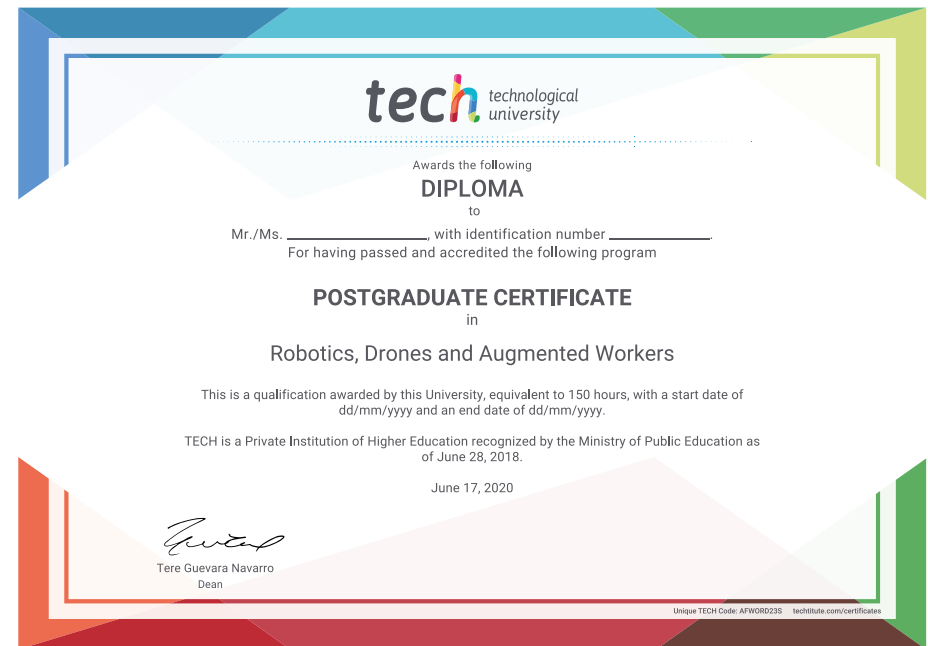 tech technological
university
Awards the following
DIPLOMA
to
Mr./Ms. ____________________, with identification number ______________.
For having passed and accredited the following program
POSTGRADUATE CERTIFICATE
in
Robotics, Drones and Augmented Workers
This is a qualification awarded by this University, equivalent to 150 hours, with a start date of
dd/mm/yyyy and an end date of dd/mm/yyyy.
TECH is a Private Institution of Higher Education recognized by the Ministry of Public Education as
of June 28, 2018.
June 17, 2020
Tere Guevara Navarro
Dean
Unique TECH Code: AFWORD23S techtitute.com/certificates